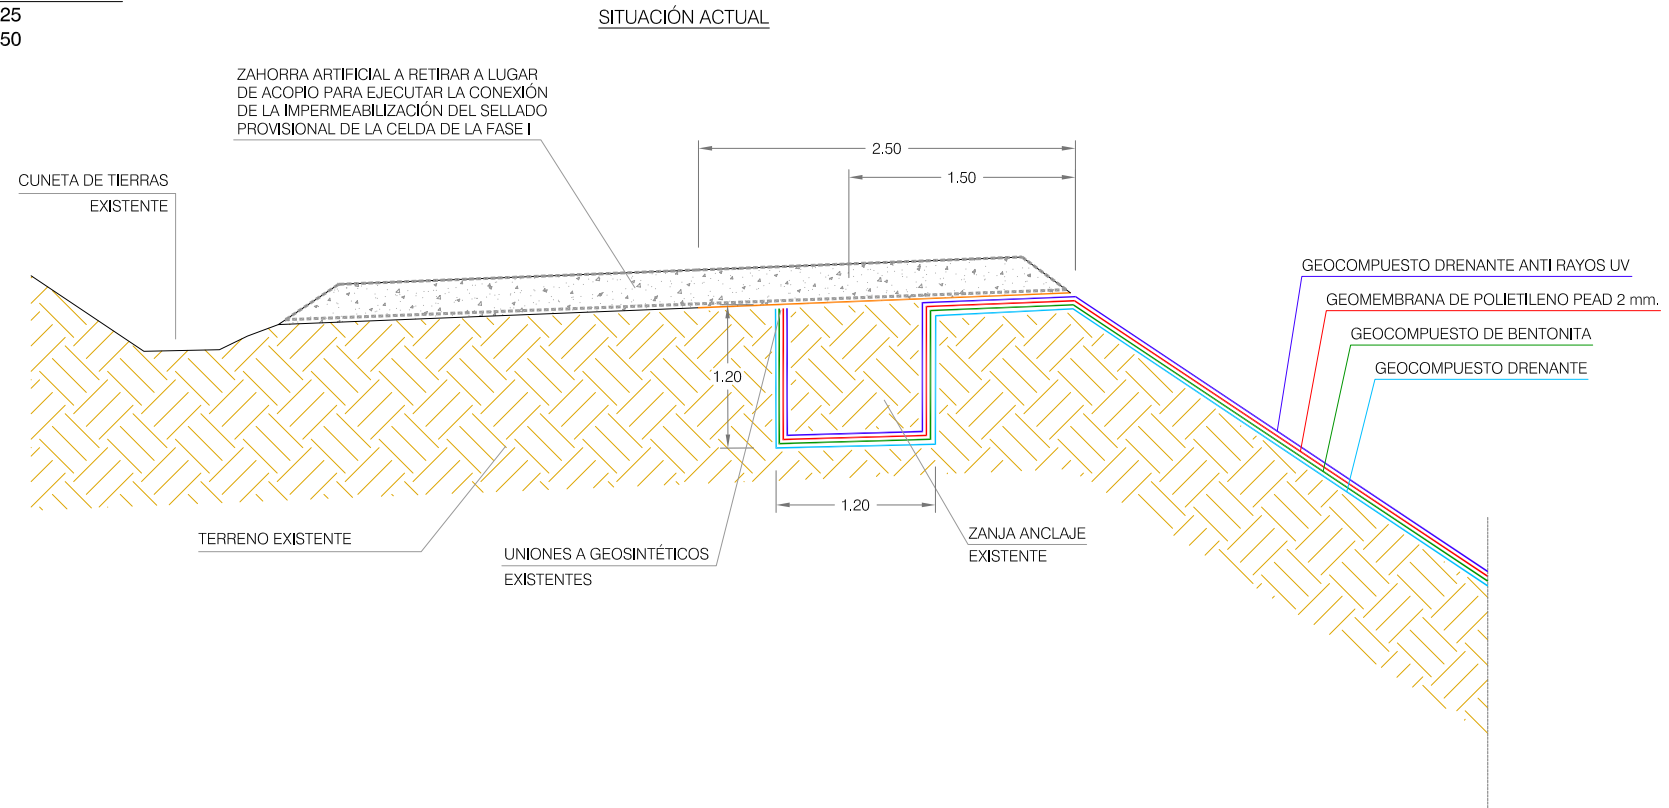 25
50
SITUACIÓN ACTUAL
ZAHORRA ARTIFICIAL A RETIRAR A LUGAR
DE ACOPIO PARA EJECUTAR LA CONEXIÓN
DE LA IMPERMEABILIZACIÓN DEL SELLADO
PROVISIONAL DE LA CELDA DE LA FASE I
2.50
1.50
CUNETA DE TIERRAS
EXISTENTE
GEOCOMPUESTO DRENANTE ANTI RAYOS UV
GEOMEMBRANA DE POLIETILENO PEAD 2 mm.
GEOCOMPUESTO DE BENTONITA
GEOCOMPUESTO DRENANTE
1.20
1.20
TERRENO EXISTENTE
UNIONES A GEOSINTÉTICOS
EXISTENTES
ZANJA ANCLAJE
EXISTENTE